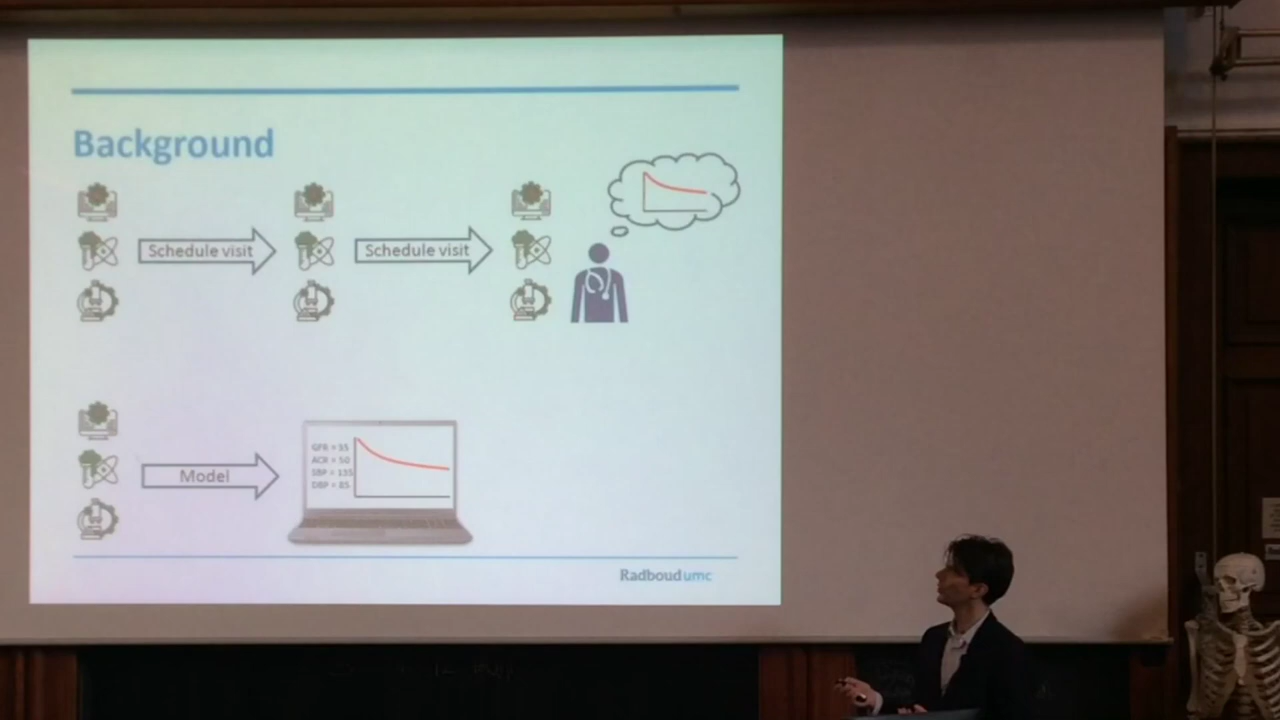 Background
Schedule visit
Schedule visit
GFR = 55
ACR = 50
SBP = 135
DBP = 85
Model
Radboudumc